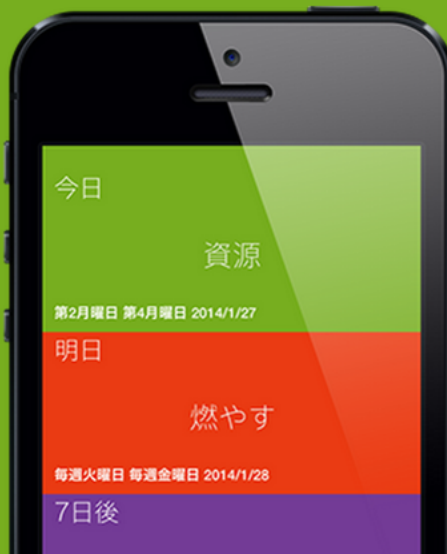 今日
資源
第2月曜日 第4月曜日 2014/1/27
明日
燃やす
毎週火曜日 毎週金曜日 2014/1/28
7日後